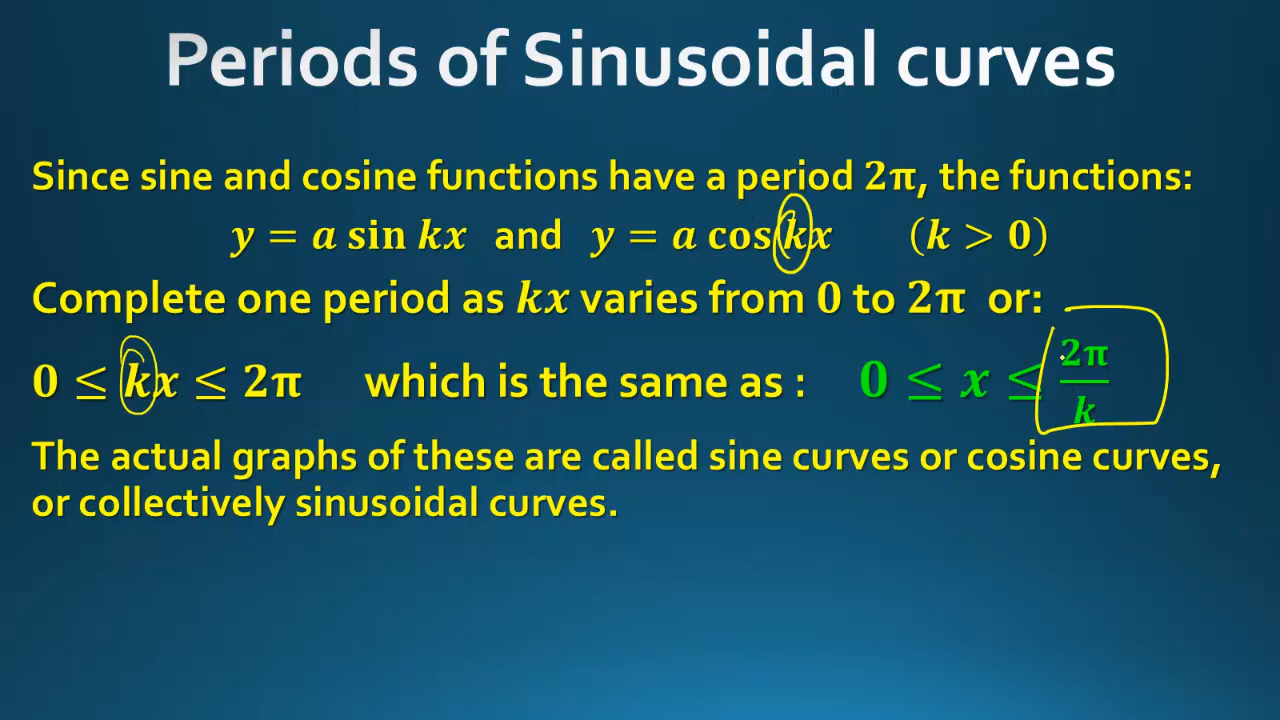 Periods of Sinusoidal curves
Since sine and cosine functions have a period 2π, the functions:
y = a sin kx and y = a cos kx (k > 0)
Complete one period as kx varies from 0 to 2π or:
0 ≤ kx ≤ 2π which is the same as : 0 ≤ x ≤ 2π/k
The actual graphs of these are called sine curves or cosine curves,
or collectively sinusoidal curves.